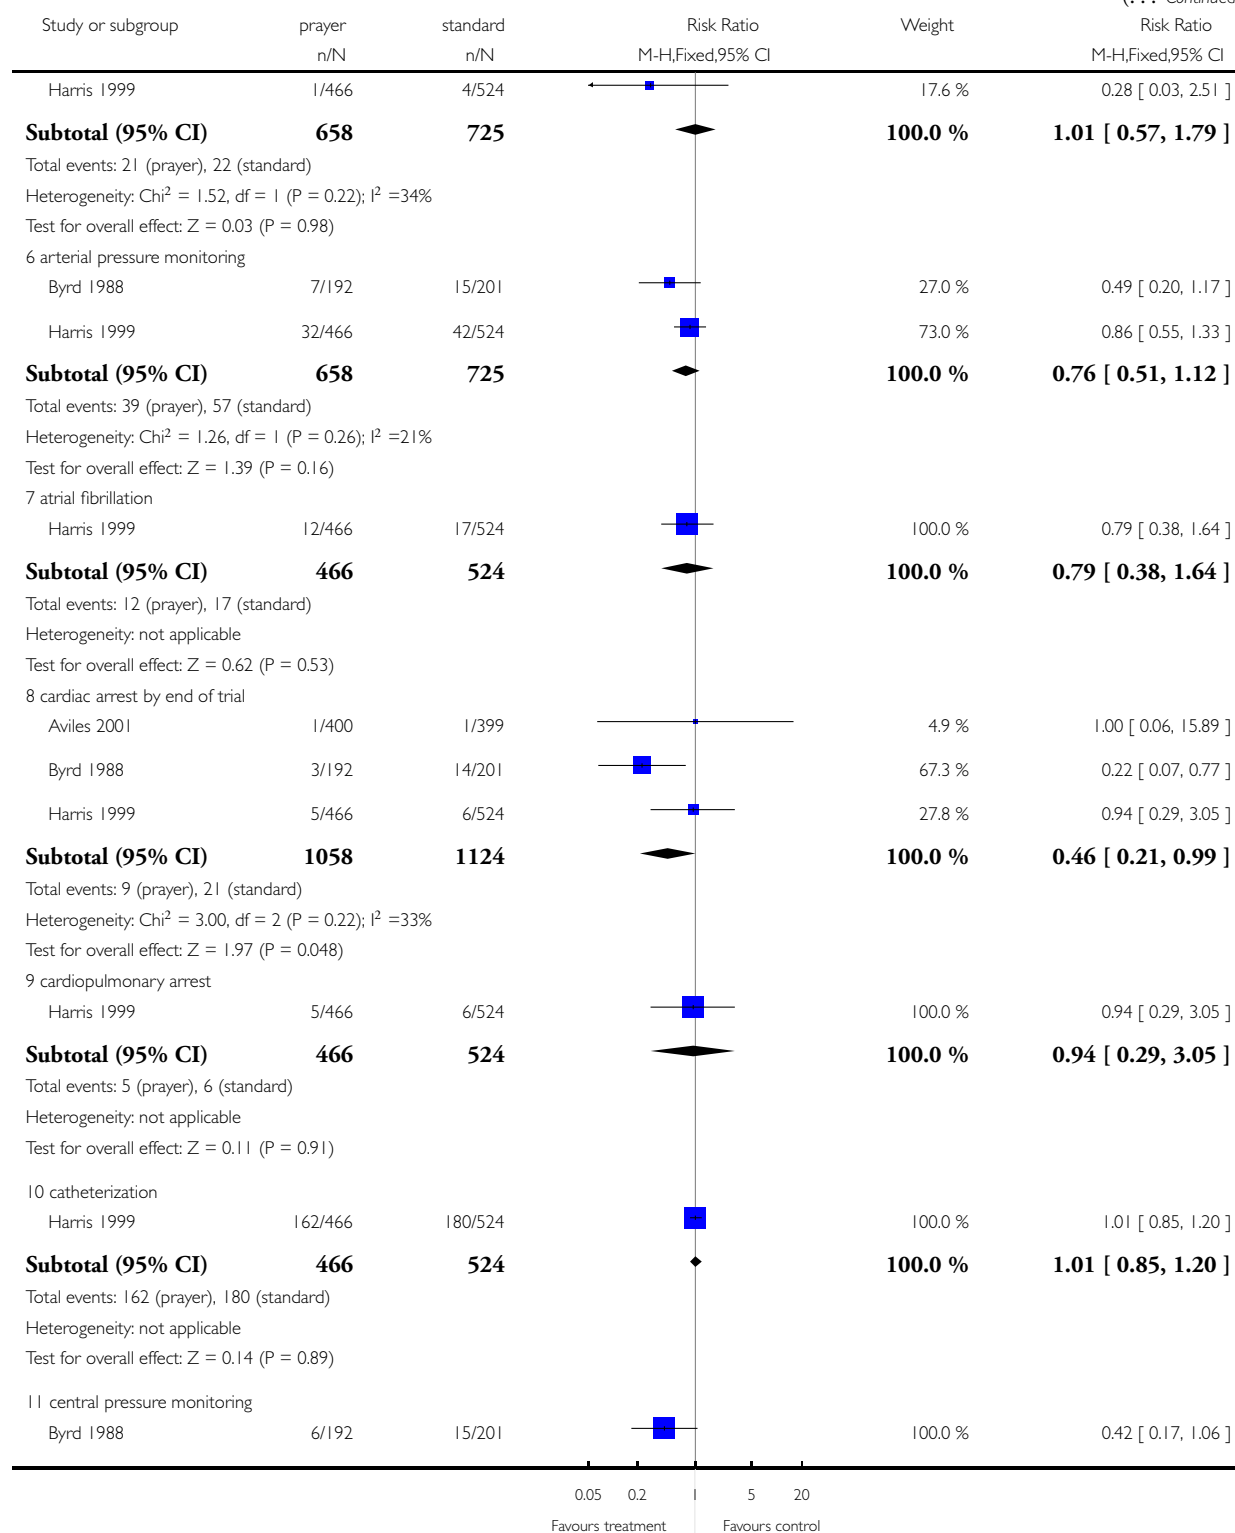 (. . . Continued
Study or subgroup prayer standard Risk Ratio Weight Risk Ratio
n/N n/N M-H,Fixed,95% CI M-H,Fixed,95% CI
Harris 1999 1/466 4/524 17.6 % 0.28 [ 0.03, 2.51 ]
Subtotal (95% CI) 658 725 100.0 % 1.01 [ 0.57, 1.79 ]
Total events: 21 (prayer), 22 (standard)
Heterogeneity: Chi² = 1.52, df = 1 (P = 0.22); I² =34%
Test for overall effect: Z = 0.03 (P = 0.98)
6 arterial pressure monitoring
Byrd 1988 7/192 15/201 27.0 % 0.49 [ 0.20, 1.17 ]
Harris 1999 32/466 42/524 73.0 % 0.86 [ 0.55, 1.33 ]
Subtotal (95% CI) 658 725 100.0 % 0.76 [ 0.51, 1.12 ]
Total events: 39 (prayer), 57 (standard)
Heterogeneity: Chi² = 1.26, df = 1 (P = 0.26); I² =21%
Test for overall effect: Z = 1.39 (P = 0.16)
7 atrial fibrillation
Harris 1999 12/466 17/524 100.0 % 0.79 [ 0.38, 1.64 ]
Subtotal (95% CI) 466 524 100.0 % 0.79 [ 0.38, 1.64 ]
Total events: 12 (prayer), 17 (standard)
Heterogeneity: not applicable
Test for overall effect: Z = 0.62 (P = 0.53)
8 cardiac arrest by end of trial
Aviles 2001 1/400 1/399 4.9 % 1.00 [ 0.06, 15.89 ]
Byrd 1988 3/192 14/201 67.3 % 0.22 [ 0.07, 0.77 ]
Harris 1999 5/466 6/524 27.8 % 0.94 [ 0.29, 3.05 ]
Subtotal (95% CI) 1058 1124 100.0 % 0.46 [ 0.21, 0.99 ]
Total events: 9 (prayer), 21 (standard)
Heterogeneity: Chi² = 3.00, df = 2 (P = 0.22); I² =33%
Test for overall effect: Z = 1.97 (P = 0.048)
9 cardiopulmonary arrest
Harris 1999 5/466 6/524 100.0 % 0.94 [ 0.29, 3.05 ]
Subtotal (95% CI) 466 524 100.0 % 0.94 [ 0.29, 3.05 ]
Total events: 5 (prayer), 6 (standard)
Heterogeneity: not applicable
Test for overall effect: Z = 0.11 (P = 0.91)
10 catheterization
Harris 1999 162/466 180/524 100.0 % 1.01 [ 0.85, 1.20 ]
Subtotal (95% CI) 466 524 100.0 % 1.01 [ 0.85, 1.20 ]
Total events: 162 (prayer), 180 (standard)
Heterogeneity: not applicable
Test for overall effect: Z = 0.14 (P = 0.89)
11 central pressure monitoring
Byrd 1988 6/192 15/201 100.0 % 0.42 [ 0.17, 1.06 ]
0.05 0.2 1 5 20
Favours treatment Favours control